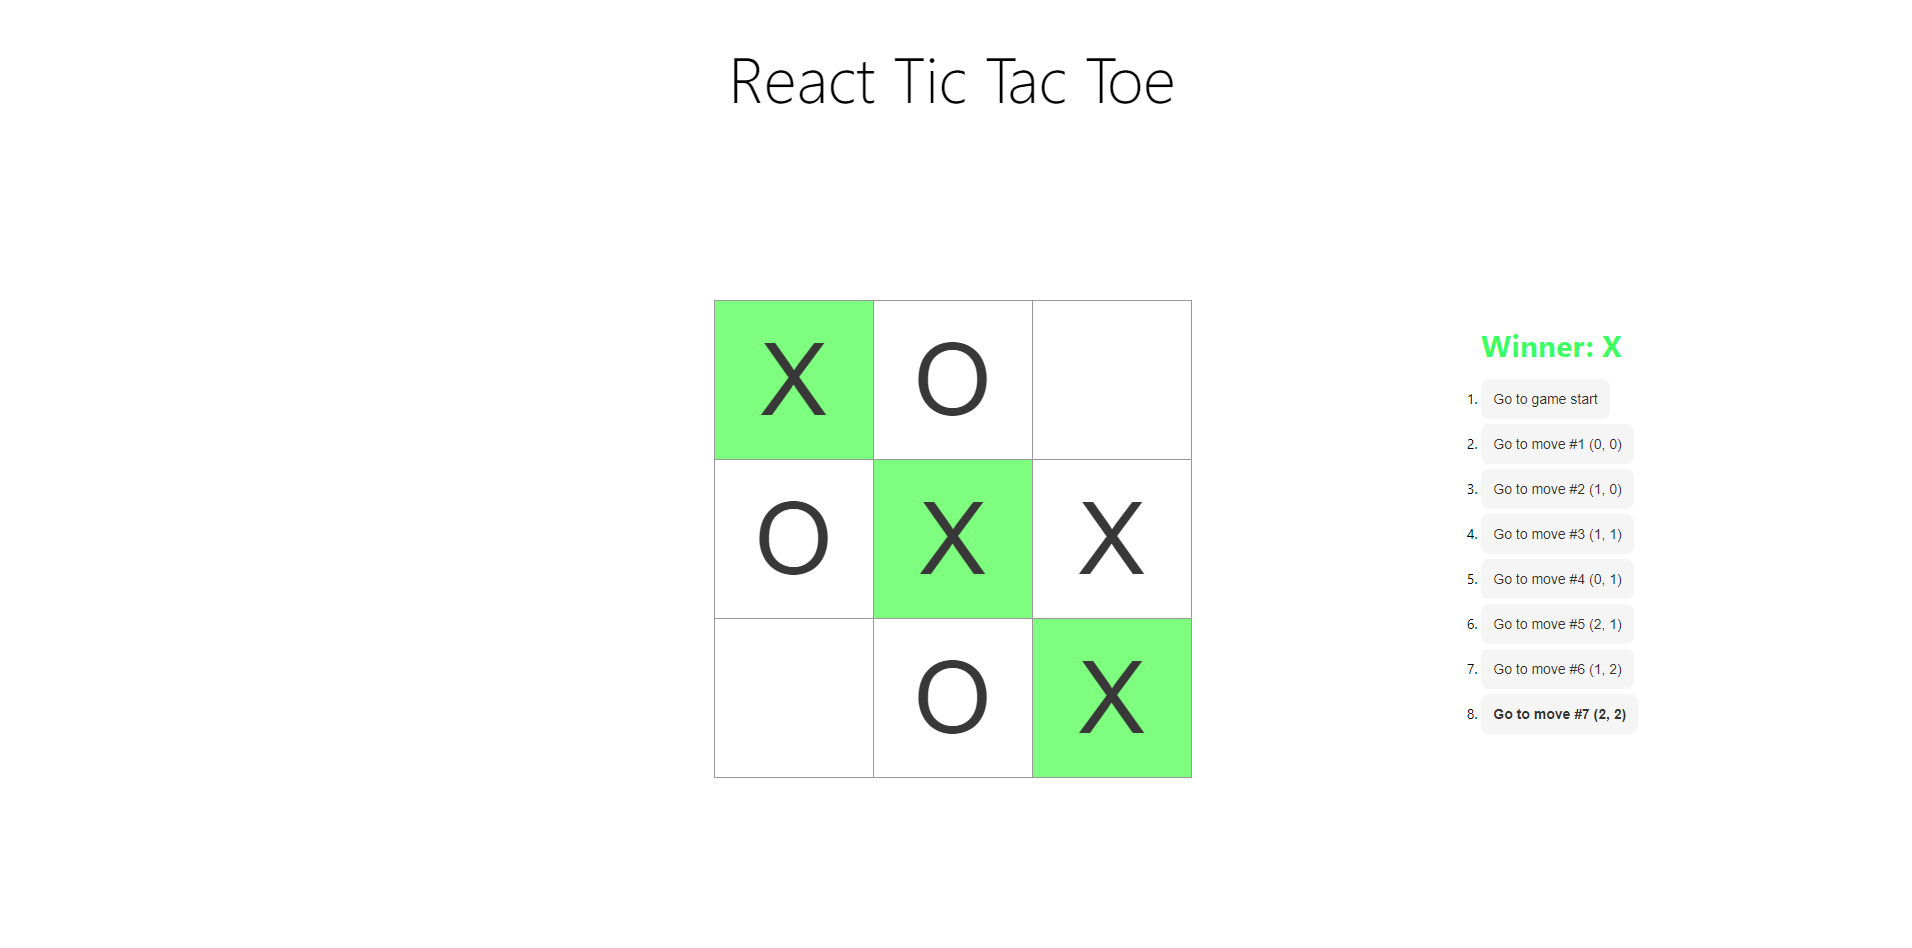 React Tic Tac Toe
X O
O X X
O X
Winner: X
1. Go to game start
2. Go to move #1 (0, 0)
3. Go to move #2 (1, 0)
4. Go to move #3 (1, 1)
5. Go to move #4 (0, 1)
6. Go to move #5 (2, 1)
7. Go to move #6 (1, 2)
8. Go to move #7 (2, 2)